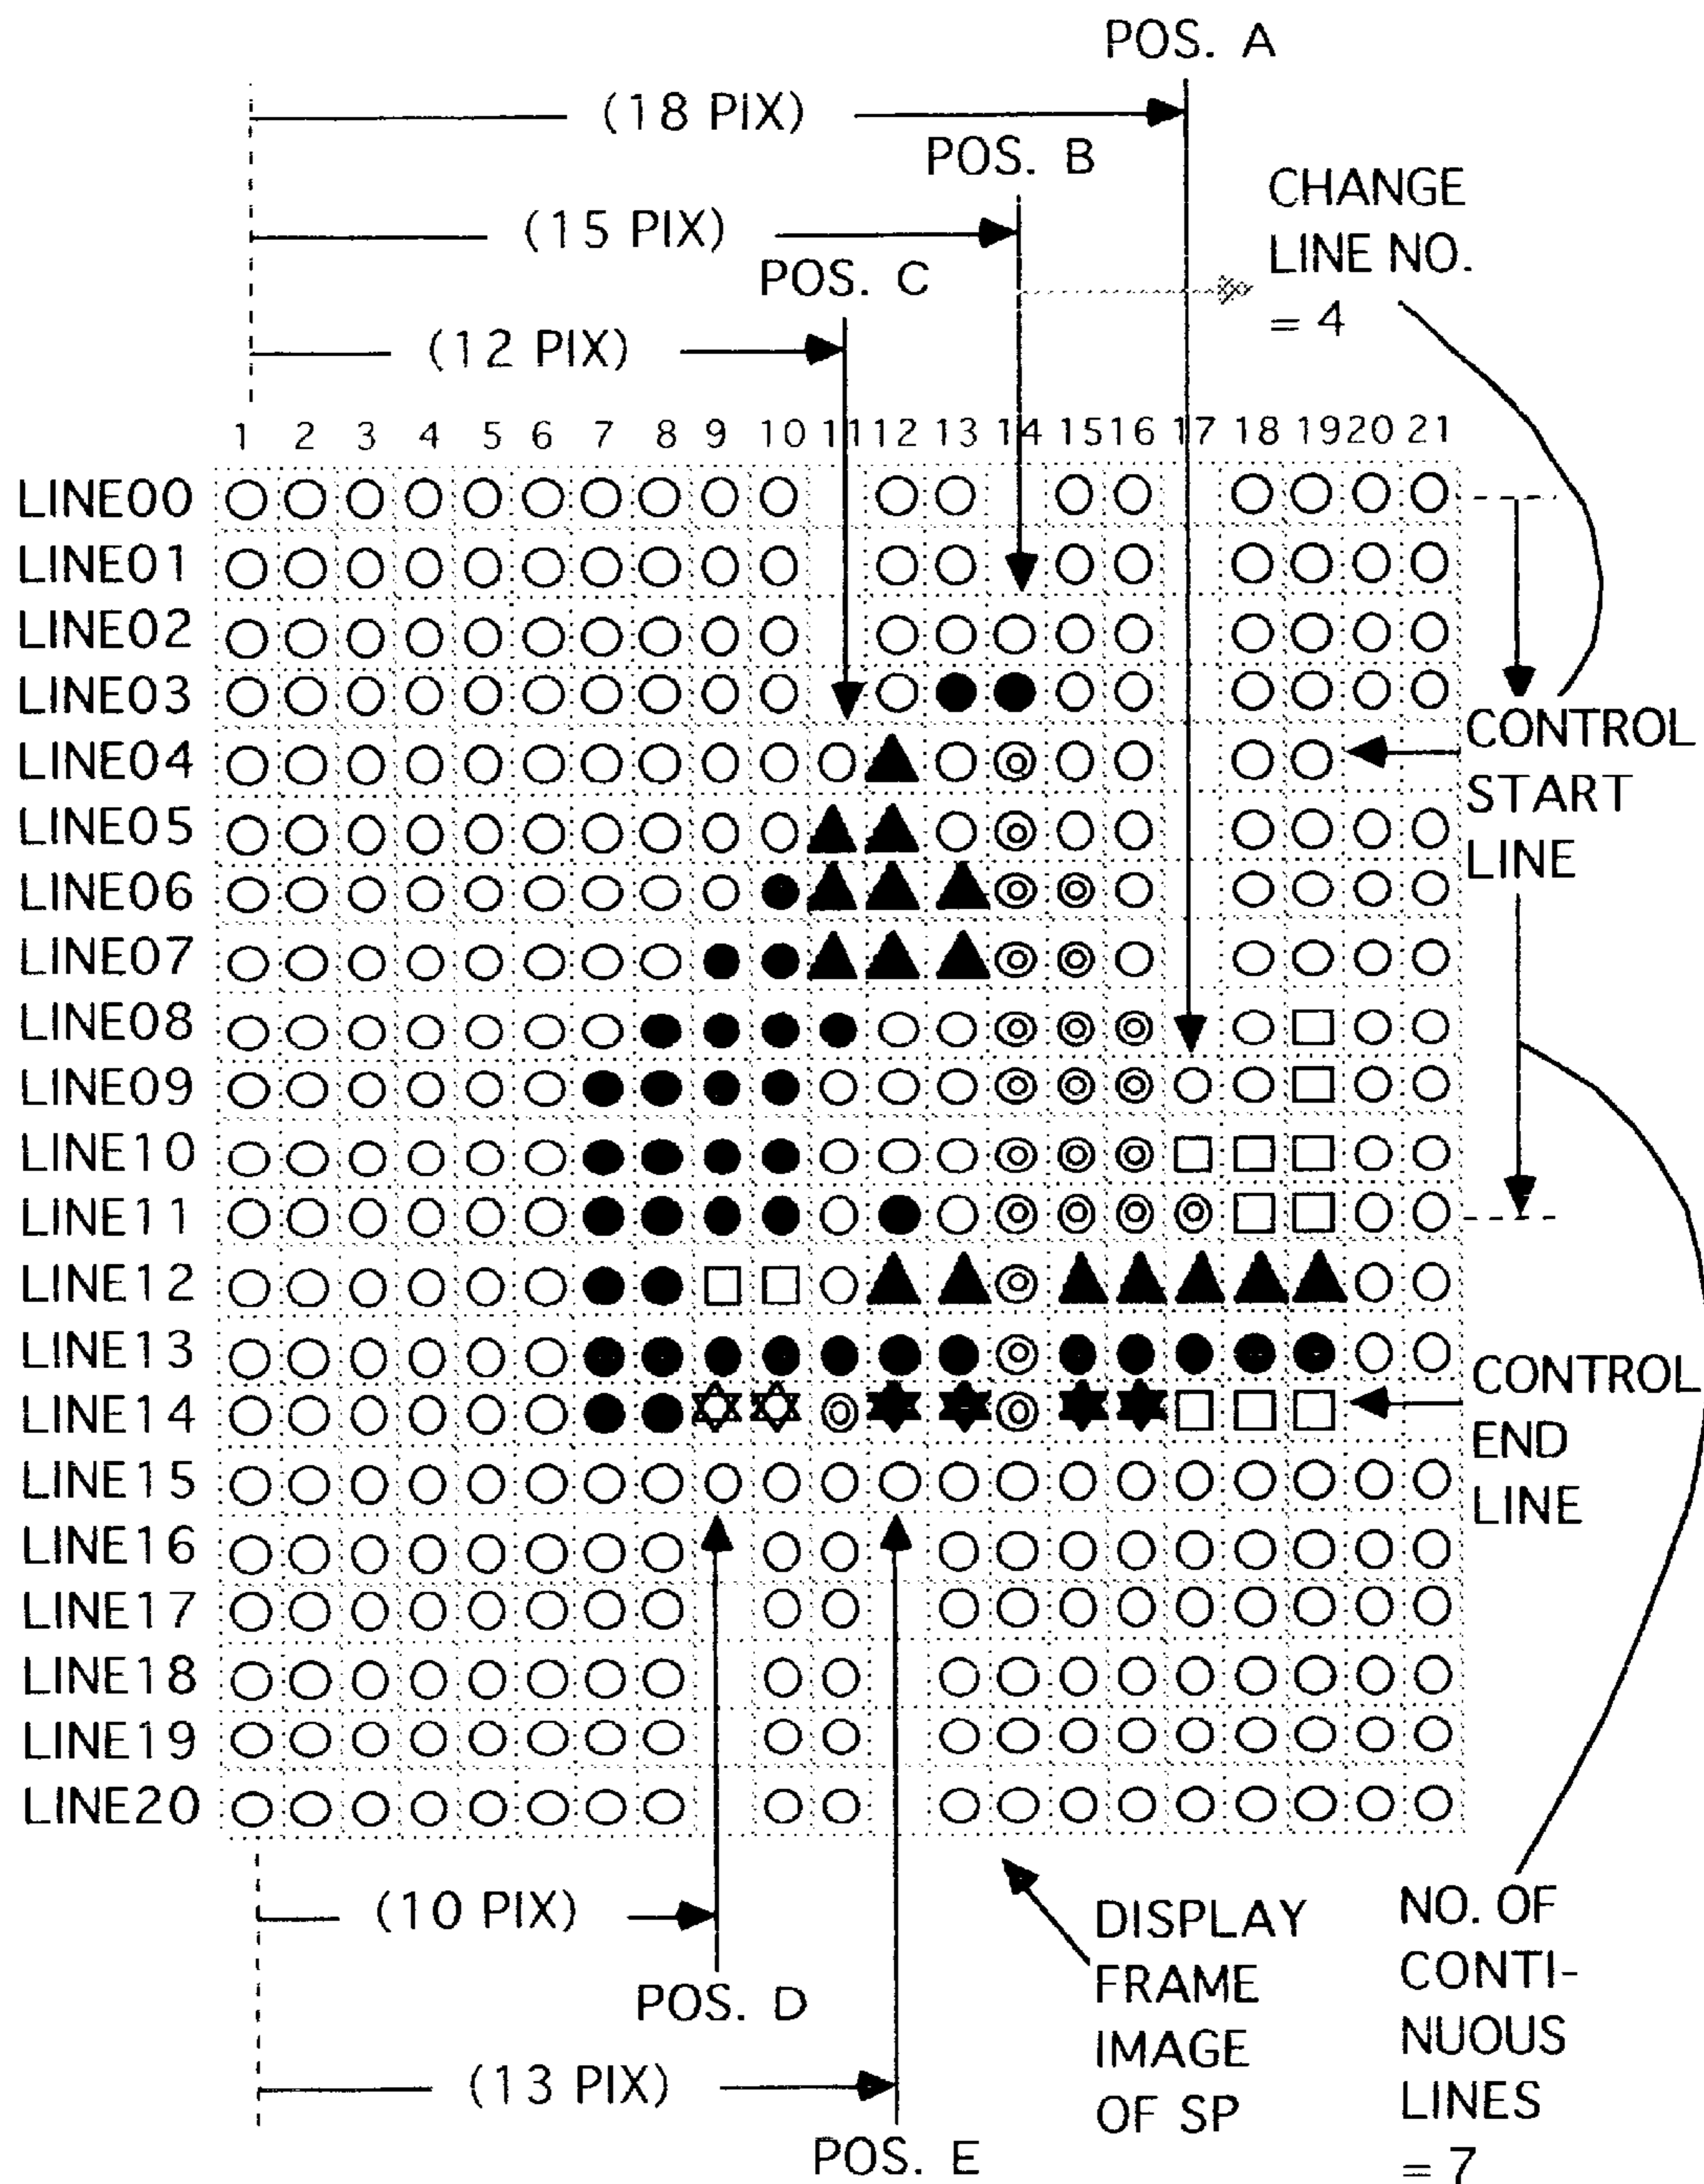 POS. A
(18 PIX)
POS. B
CHANGE
LINE NO.
= 4
(15 PIX)
POS. C
(12 PIX)
1 2 3 4 5 6 7 8 9 10 11 12 13 14 15 16 17 18 19 20 21
LINE00
LINE01
LINE02
LINE03
CONTROL
START
LINE
LINE04
LINE05
LINE06
LINE07
LINE08
LINE09
LINE10
LINE11
LINE12
LINE13
LINE14
CONTROL
END
LINE
LINE15
LINE16
LINE17
LINE18
LINE19
LINE20
(10 PIX)
POS. D
(13 PIX)
POS. E
DISPLAY
FRAME
IMAGE
OF SP
NO. OF
CONTI-
NUOUS
LINES
= 7